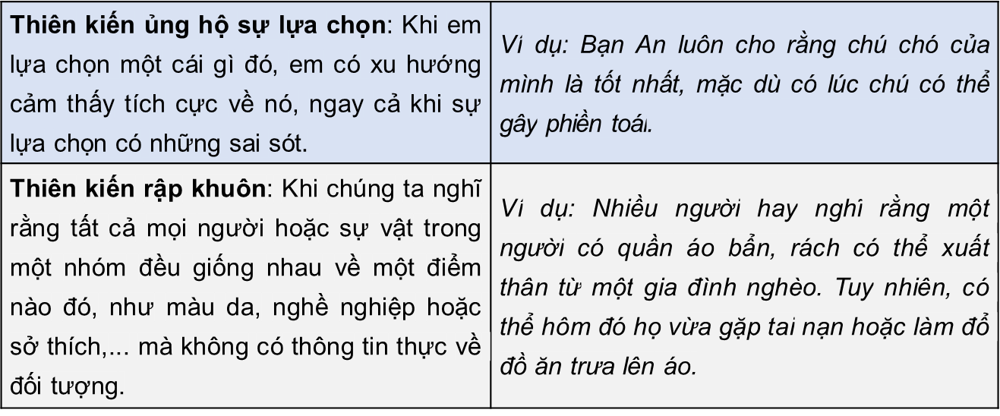 Thiên kiến ủng hộ sự lựa chọn: Khi em
lựa chọn một cái gì đó, em có xu hướng
cảm thấy tích cực về nó, ngay cả khi sự
lựa chọn có những sai sót.
Ví dụ: Bạn An luôn cho rằng chú chó của
mình là tốt nhất, mặc dù có lúc chú có thể
gây phiền toái.
Thiên kiến rập khuôn: Khi chúng ta nghĩ
rằng tất cả mọi người hoặc sự vật trong
một nhóm đều giống nhau về một điểm
nào đó, như màu da, nghề nghiệp hoặc
sở thích,... mà không có thông tin thực về
đối tượng.
Ví dụ: Nhiều người hay nghĩ rằng một
người có quần áo bẩn, rách có thể xuất
thân từ một gia đình nghèo. Tuy nhiên, có
thể hôm đó họ vừa gặp tai nạn hoặc làm đổ
đồ ăn trưa lên áo.